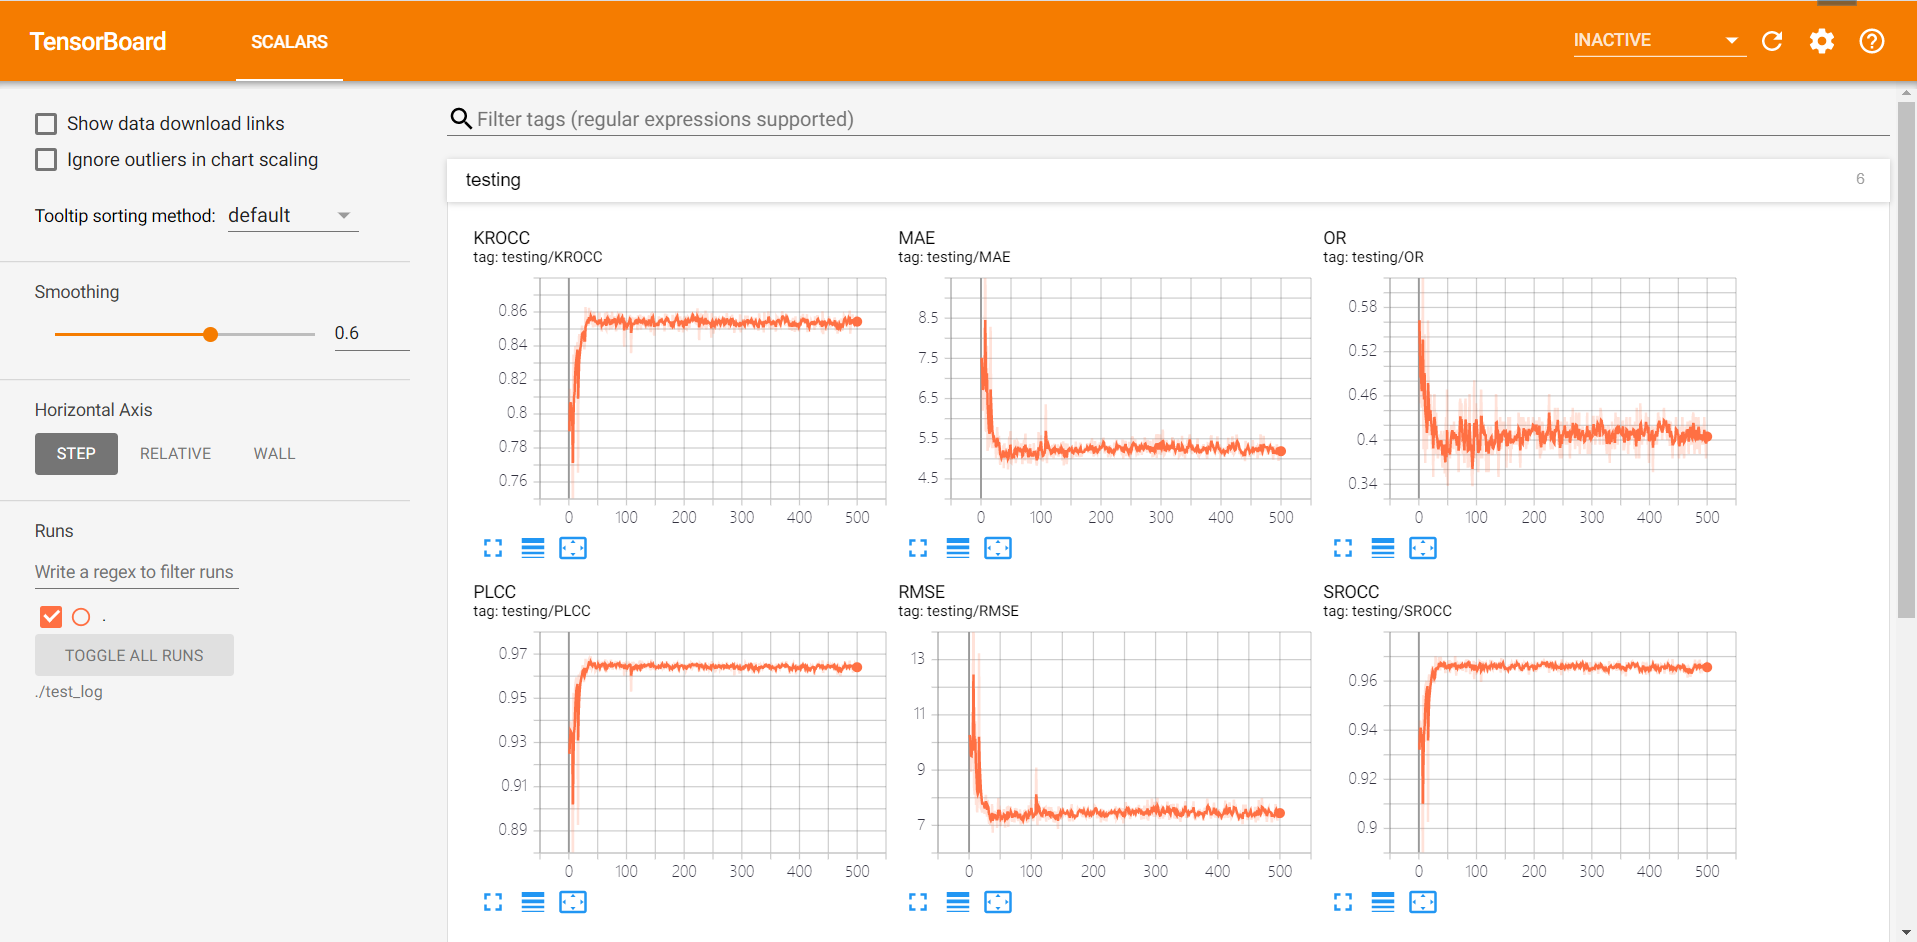 TensorBoard
SCALARS
INACTIVE
Show data download links
Ignore outliers in chart scaling
Tooltip sorting method: default
Smoothing
0.6
Horizontal Axis
STEP RELATIVE WALL
Runs
Write a regex to filter runs
.
TOGGLE ALL RUNS
./test_log
Filter tags (regular expressions supported)
testing
6
KROCC
tag: testing/KROCC
0.86
0.84
0.82
0.8
0.78
0.76
0 100 200 300 400 500
MAE
tag: testing/MAE
8.5
7.5
6.5
5.5
4.5
0 100 200 300 400 500
OR
tag: testing/OR
0.58
0.52
0.46
0.4
0.34
0 100 200 300 400 500
PLCC
tag: testing/PLCC
0.97
0.95
0.93
0.91
0.89
0 100 200 300 400 500
RMSE
tag: testing/RMSE
13
11
9
7
0 100 200 300 400 500
SROCC
tag: testing/SROCC
0.96
0.94
0.92
0.9
0 100 200 300 400 500